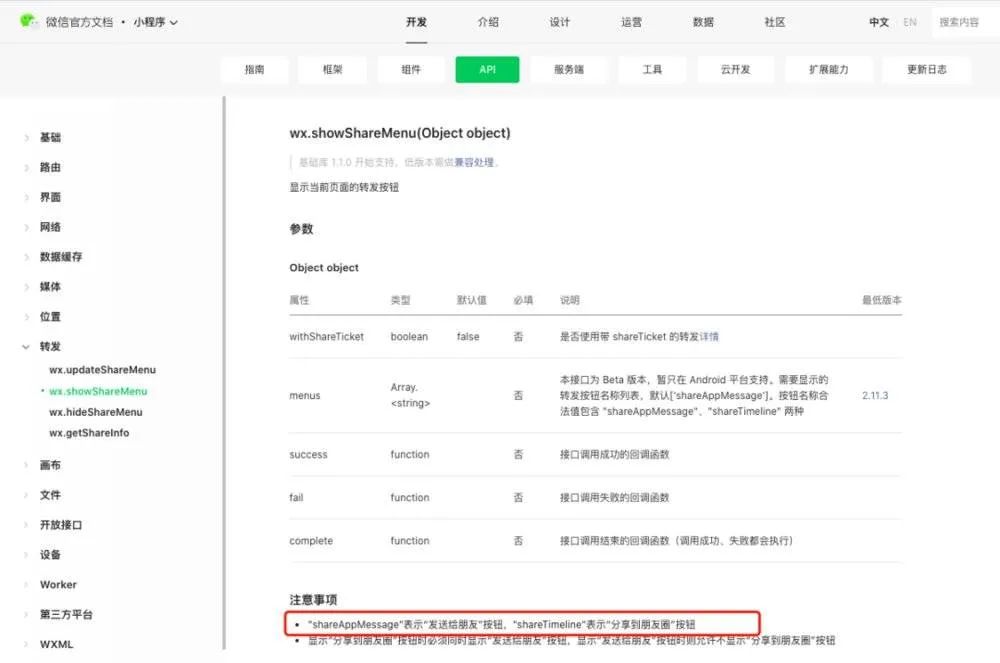 微信官方文档 · 小程序
开发
介绍
设计
运营
数据
社区
中文
EN
搜索内容
指南
框架
组件
API
服务端
工具
云开发
扩展能力
更新日志
基础
路由
界面
网络
数据缓存
媒体
位置
转发
wx.updateShareMenu
wx.showShareMenu
wx.hideShareMenu
wx.getShareInfo
画布
文件
开放接口
设备
Worker
第三方平台
WXML
wx.showShareMenu(Object object)
基础库 1.1.0 开始支持，低版本需做兼容处理。
显示当前页面的转发按钮
参数
Object object
属性 类型 默认值 必填 说明 最低版本
withShareTicket boolean false 否 是否使用带 shareTicket 的转发详情
menus Array.<string> 否 本接口为 Beta 版本，暂只在 Android 平台支持。需要显示的
转发按钮名称列表，默认['shareAppMessage']。按钮名称合
法值包含 "shareAppMessage"、"shareTimeline" 两种 2.11.3
success function 否 接口调用成功的回调函数
fail function 否 接口调用失败的回调函数
complete function 否 接口调用结束的回调函数（调用成功、失败都会执行）
注意事项
• "shareAppMessage"表示“发送给朋友”按钮，"shareTimeline"表示“分享到朋友圈”按钮
• 显示“分享到朋友圈”按钮时必须同时显示“发送给朋友”按钮，显示“发送给朋友”按钮时则允许不显示“分享到朋友圈”按钮